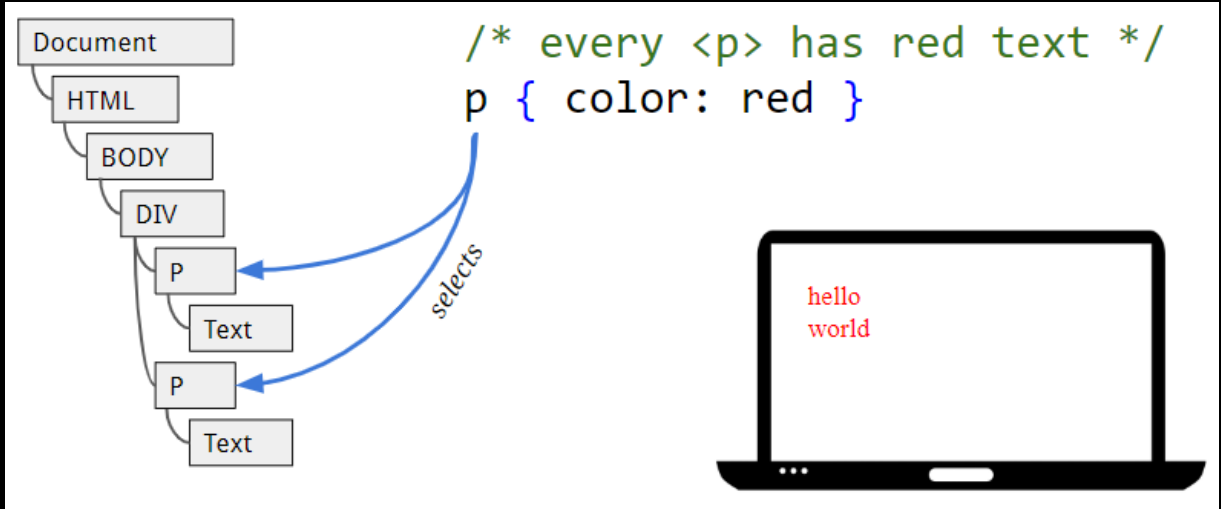 Document
HTML
BODY
DIV
P
Text
P
Text
/* every <p> has red text */
p { color: red }
selects
hello
world